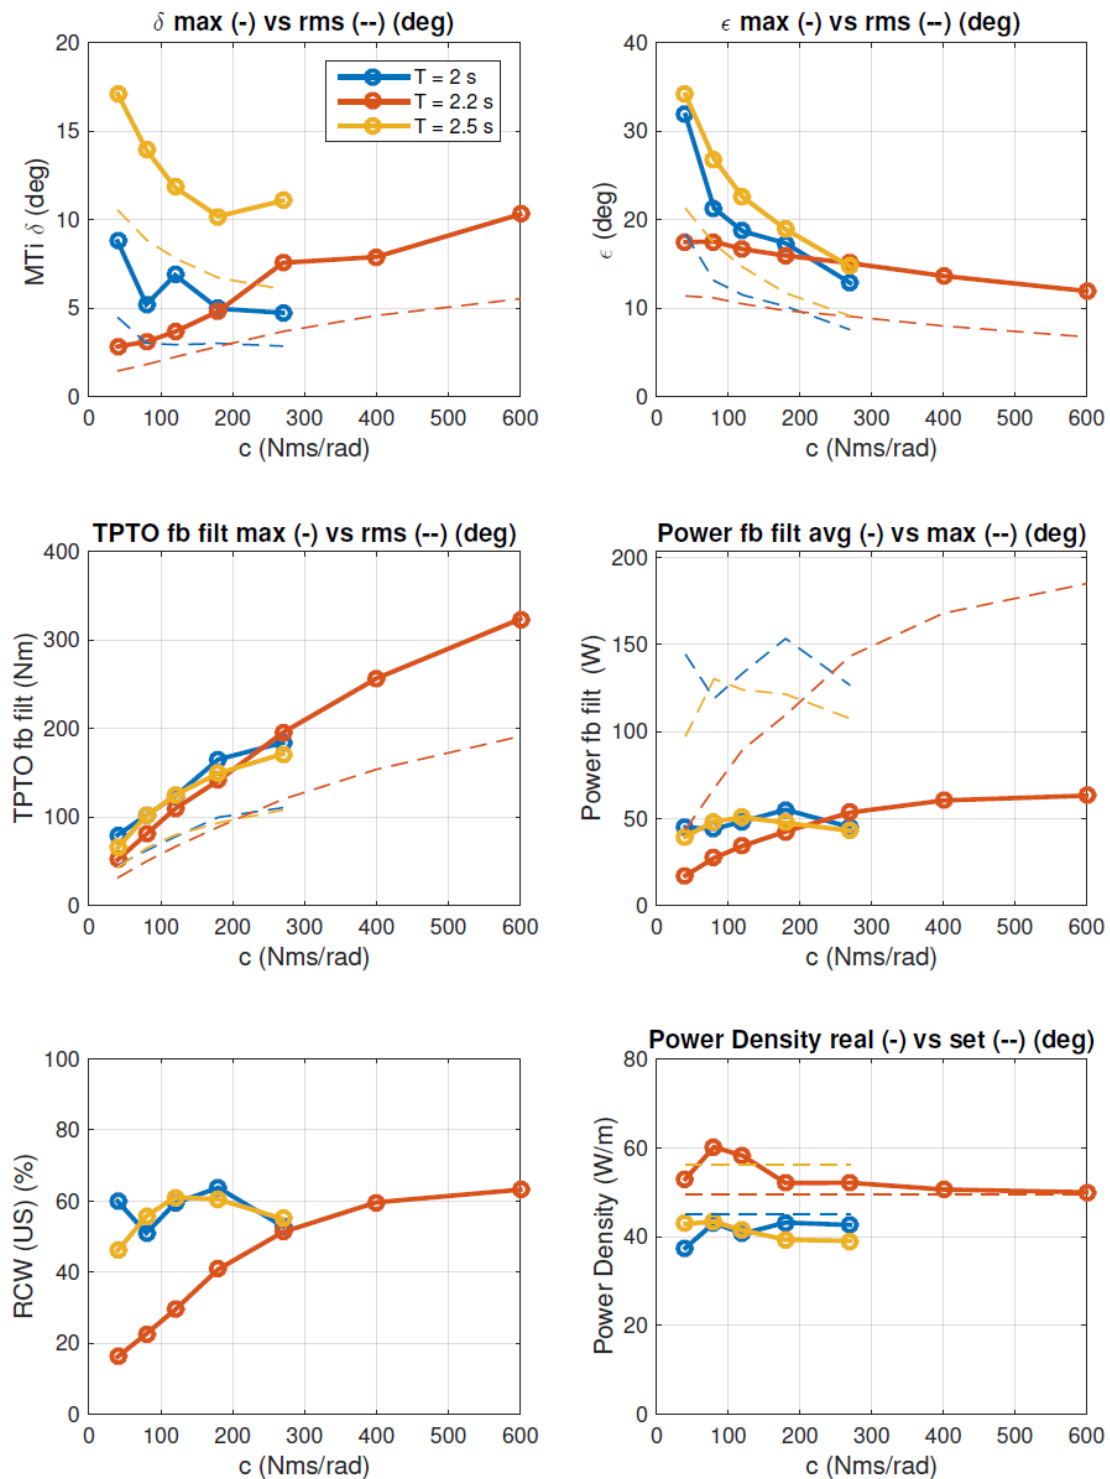 δ max (-) vs rms (--) (deg)
20
15
10
5
0
MTi δ (deg)
T = 2 s
T = 2.2 s
T = 2.5 s
0 100 200 300 400 500 600
c (Nms/rad)
ϵ max (-) vs rms (--) (deg)
40
30
20
10
0
ϵ (deg)
0 100 200 300 400 500 600
c (Nms/rad)
TPTO fb filt max (-) vs rms (--) (deg)
400
300
200
100
0
TPTO fb filt (Nm)
0 100 200 300 400 500 600
c (Nms/rad)
Power fb filt avg (-) vs max (--) (deg)
200
150
100
50
0
Power fb filt (W)
0 100 200 300 400 500 600
c (Nms/rad)
100
80
60
40
20
0
RCW (US) (%)
0 100 200 300 400 500 600
c (Nms/rad)
Power Density real (-) vs set (--) (deg)
80
60
40
20
0
Power Density (W/m)
0 100 200 300 400 500 600
c (Nms/rad)